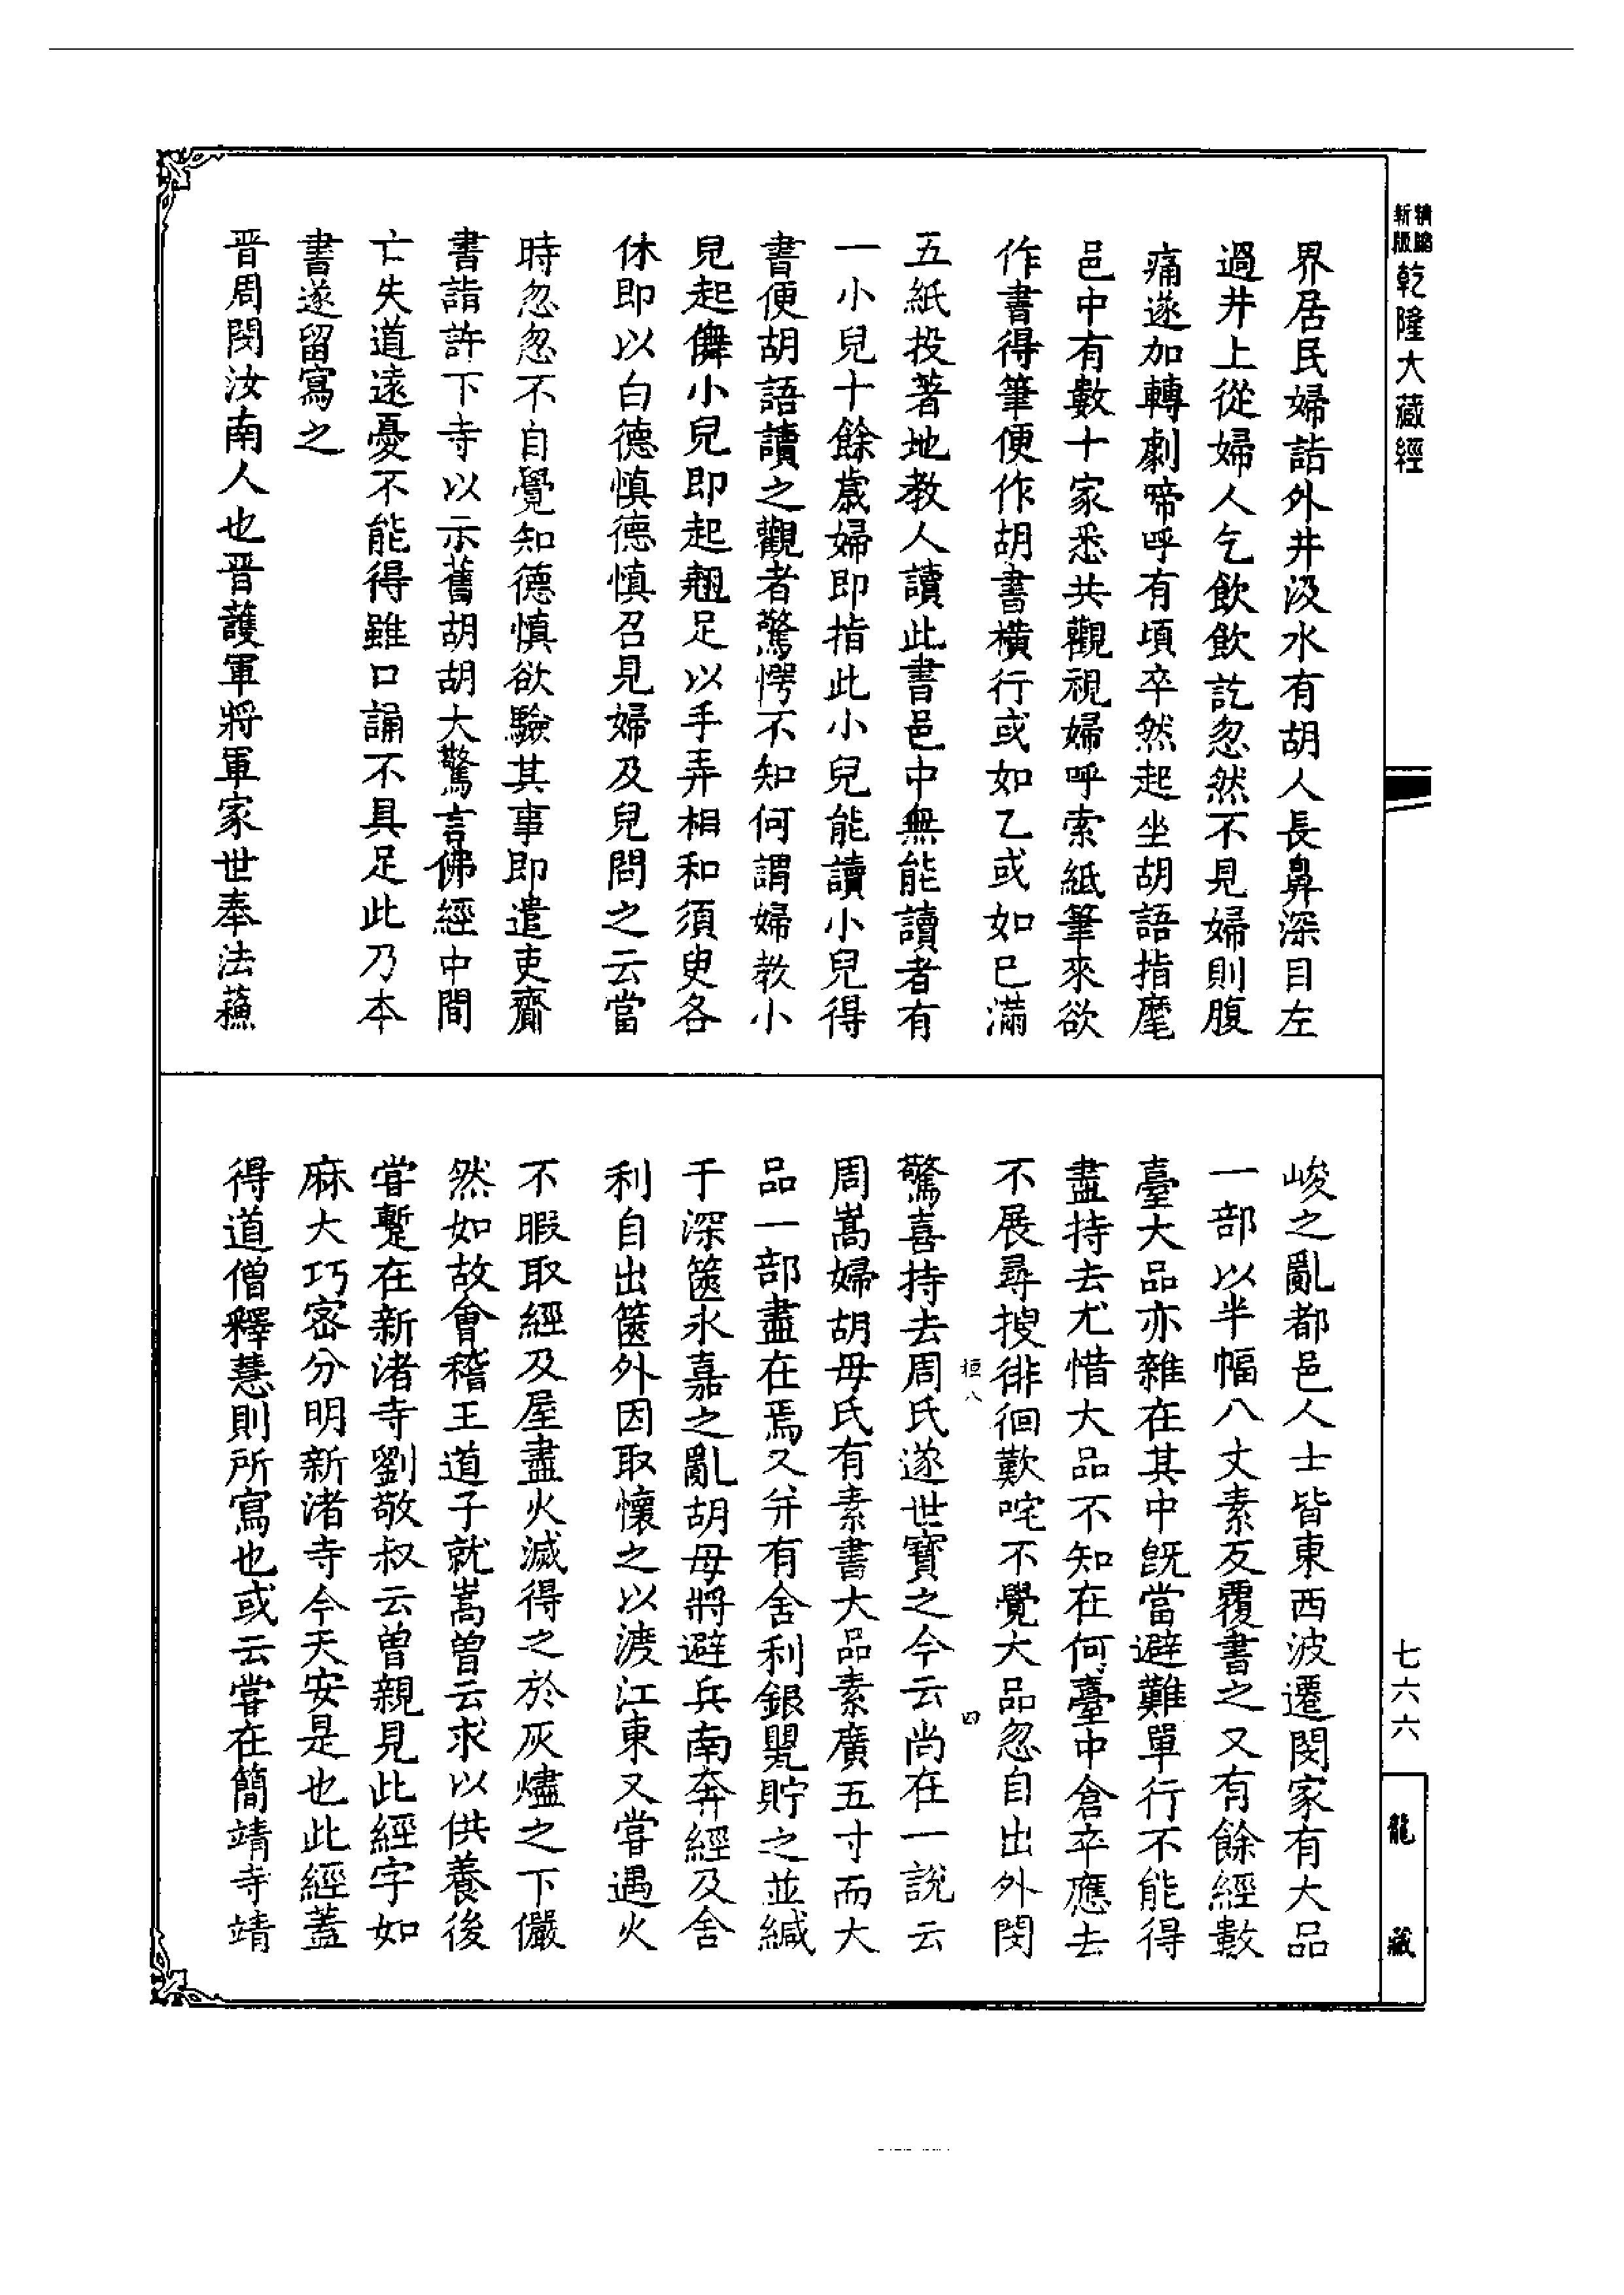 精縮新版
乾隆大藏經
界居民婦詣外井汲水有胡人長鼻深目左
過井上從婦人乞飲飲訖忽然不見婦則腹
痛遂加轉劇啼呼有頃卒然起坐胡語指麾
邑中有數十家悉共觀視婦呼索紙筆來欲
作書得筆便作胡書橫行或如乙或如巳滿
五紙投著地教人讀此書邑中無能讀者有
一小兒十餘歲婦即指此小兒能讀小兒得
書便胡語讀之觀者驚愕不知何謂婦教小
兒起儛小兒即起翹足以手弄相和須臾各
休即以白德慎德慎召見婦及兒問之云當
時忽忽不自覺知德慎欲驗其事即遣吏齎
書詣許下寺以示舊胡胡大驚言佛經中間
亡失道遠憂不能得雖口誦不具足此乃本
書遂留寫之
晉周閔汝南人也晉護軍將軍家世奉法蘇
峻之亂都邑人士皆東西波遷閔家有大品
一部以半幅八丈素反覆書之又有餘經數
臺大品亦雜在其中既當避難單行不能得
盡持去尤惜大品不知在何臺中倉卒應去
不展尋搜徘徊歎咤不覺大品忽自出外閔
桓八
四
驚喜持去周氏遂世寶之今云尚在一說云
周嵩婦胡母氏有素書大品素廣五寸而大
品一部盡在焉又并有舍利銀甖貯之並緘
于深篋永嘉之亂胡母將避兵南奔經及舍
利自出篋外因取懷之以渡江東又嘗遇火
不暇取經及屋盡火滅得之於灰燼之下儼
然如故會稽王道子就嵩曾云求以供養後
嘗蹔在新渚寺劉敬叔云曾親見此經字如
麻大巧密分明新渚寺今天安是也此經蓋
得道僧釋慧則所寫也或云嘗在簡靖寺靖
七六六
龍藏